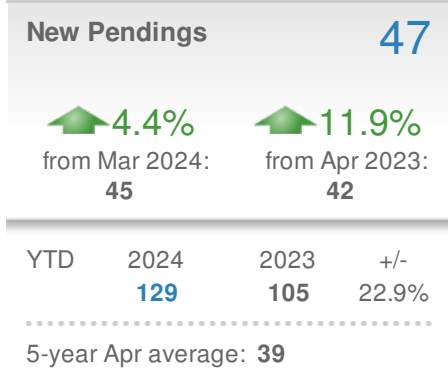 New Pendings 47
4.4% 11.9%
from Mar 2024: from Apr 2023:
45 42
YTD 2024 2023 +/-
129 105 22.9%
5-year Apr average: 39